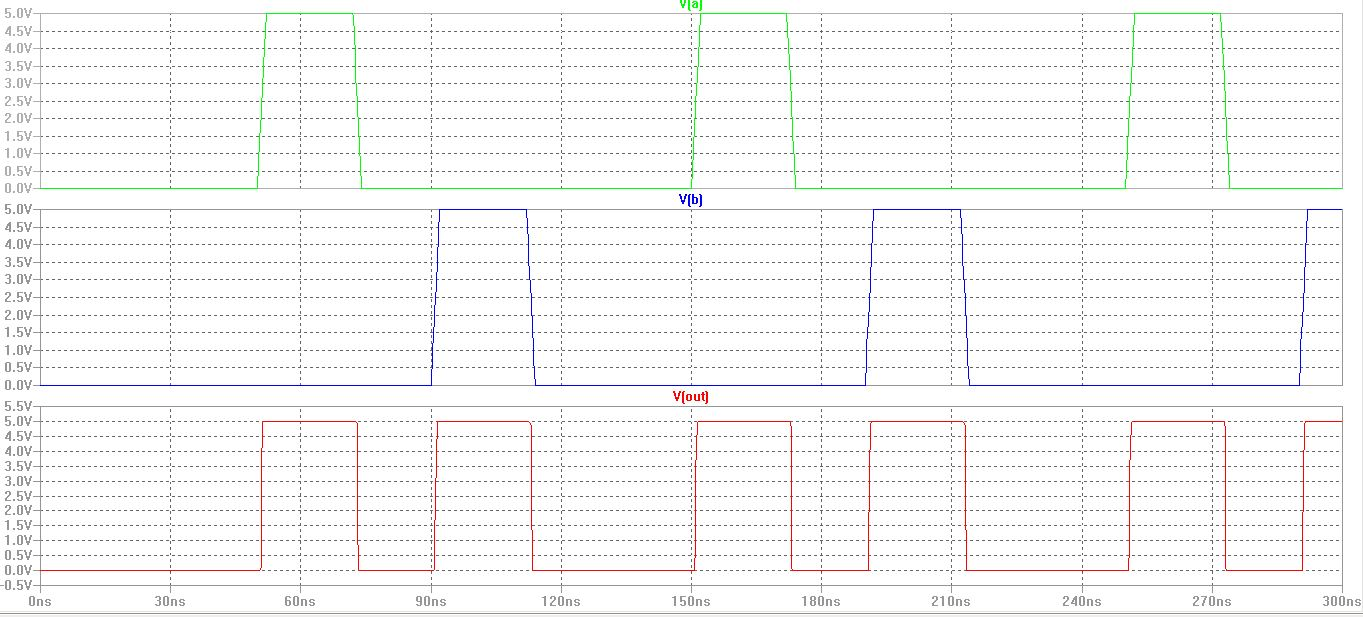 V(a)
5.0V
4.5V
4.0V
3.5V
3.0V
2.5V
2.0V
1.5V
1.0V
0.5V
0.0V
V(b)
5.0V
4.5V
4.0V
3.5V
3.0V
2.5V
2.0V
1.5V
1.0V
0.5V
0.0V
V(out)
5.5V
5.0V
4.5V
4.0V
3.5V
3.0V
2.5V
2.0V
1.5V
1.0V
0.5V
0.0V
-0.5V
0ns 30ns 60ns 90ns 120ns 150ns 180ns 210ns 240ns 270ns 300ns